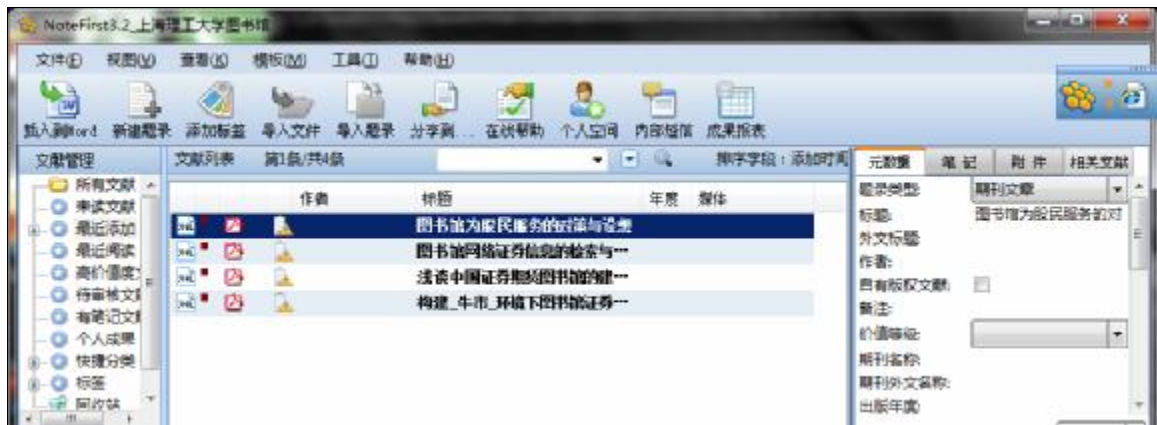 NoteFirst3.2_上海理工大学图书馆
文件(F) 视图(V) 查看(K) 模板(M) 工具(T) 帮助(H)
插入到Word 新建题录 添加标签 导入文件 导入题录 分享到... 在线帮助 个人空间 内部短信 成果报表
文献管理
所有文献
未读文献
最近添加
最近阅读
高价值度文
待审核文献
有笔记文献
个人成果
快捷分类
标签
回收站
文献列表 第1条/共4条 排序字段:添加时间
作者 标题 年度 媒体
图书馆为股民服务的对策与设想
图书馆网络证券信息的检索与…
浅谈中国证券期货图书馆的建…
构建_牛市_环境下图书馆证券…
元数据 笔记 附件 相关文献
题录类型: 期刊文章
标题: 图书馆为股民服务的对
外文标题:
作者:
自有版权文献:
备注:
价值等级:
期刊名称:
期刊外文名称:
出版年度: